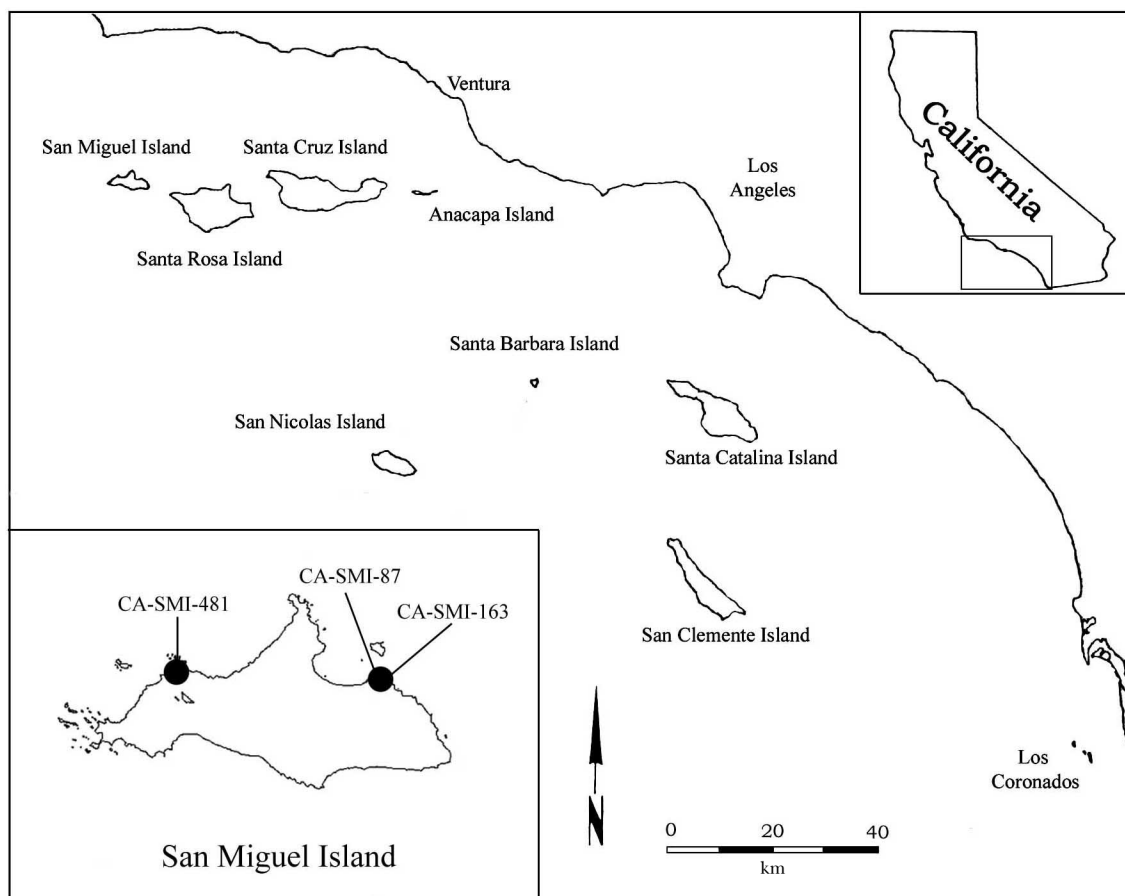 Ventura
San Miguel Island
Santa Cruz Island
Los
Angeles
Anacapa Island
Santa Rosa Island
California
Santa Barbara Island
San Nicolas Island
Santa Catalina Island
San Clemente Island
CA-SMI-87
CA-SMI-481
CA-SMI-163
San Miguel Island
N
Los
Coronados
0 20 40
km